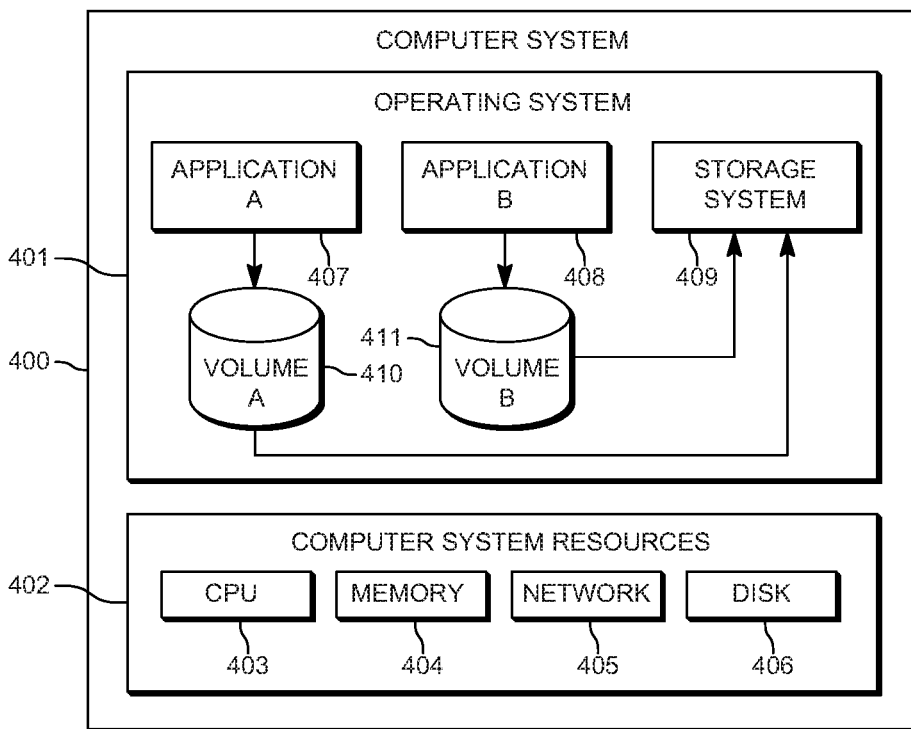 COMPUTER SYSTEM
OPERATING SYSTEM
APPLICATION
A
APPLICATION
B
STORAGE
SYSTEM
407
408
409
401
400
VOLUME
A
410
411
VOLUME
B
COMPUTER SYSTEM RESOURCES
402
CPU
MEMORY
NETWORK
DISK
403
404
405
406